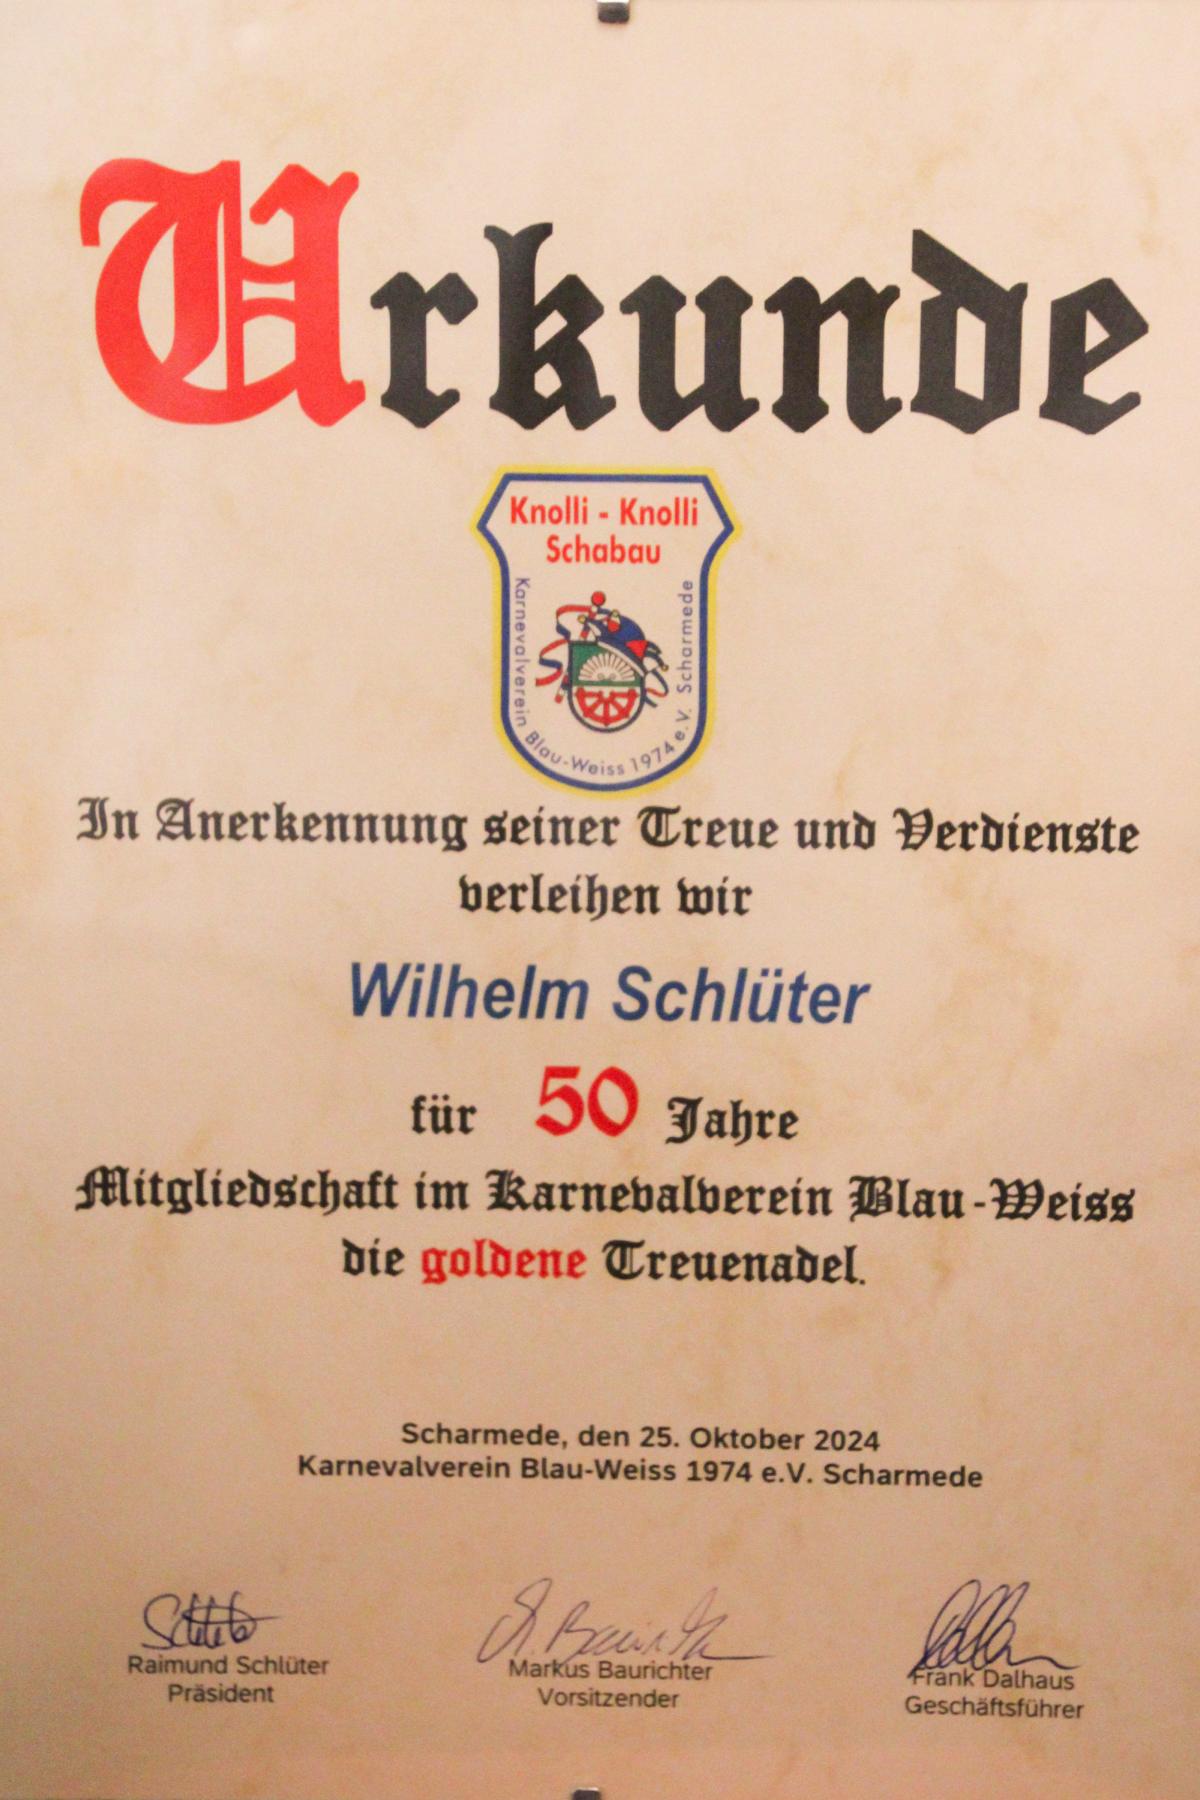 Urkunde
Knolli - Knolli
Schabau
Karnevalverein Blau-Weiss 1974 e.V. Scharmede
In Anerkennung seiner Treue und Verdienste
verleihen wir
Wilhelm Schlüter
für 50 Jahre
Mitgliedschaft im Karnevalverein Blau-Weiss
die goldene Treuenadel.
Scharmede, den 25. Oktober 2024
Karnevalverein Blau-Weiss 1974 e.V. Scharmede
Raimund Schlüter
Präsident
Markus Baurichter
Vorsitzender
Frank Dalhaus
Geschäftsführer